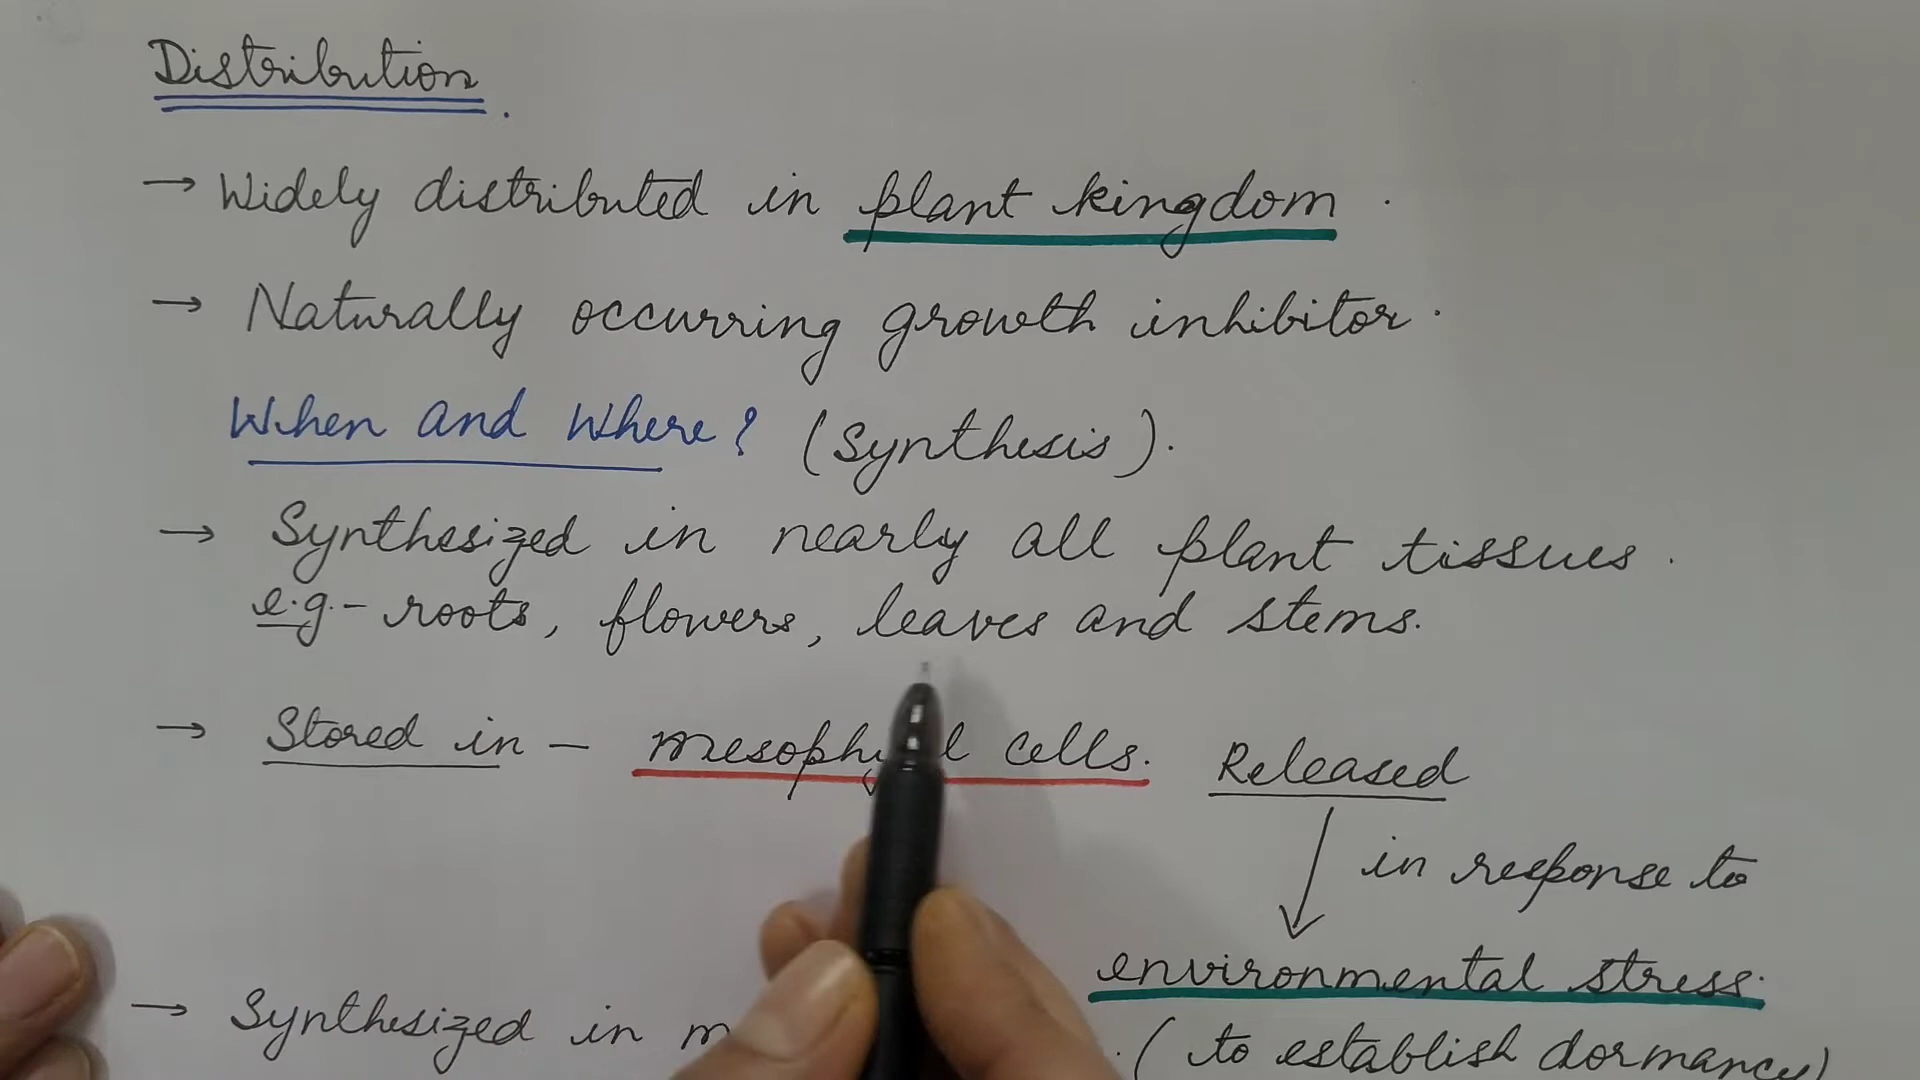 Distribution.
→ Widely distributed in plant kingdom.
→ Naturally occurring growth inhibitor.
When and Where? (Synthesis).
→ Synthesized in nearly all plant tissues.
e.g.- roots, flowers, leaves and stems.
→ Stored in - mesophyll cells. Released
in response to
environmental stress.
→ Synthesized in
(to establish dormancy)